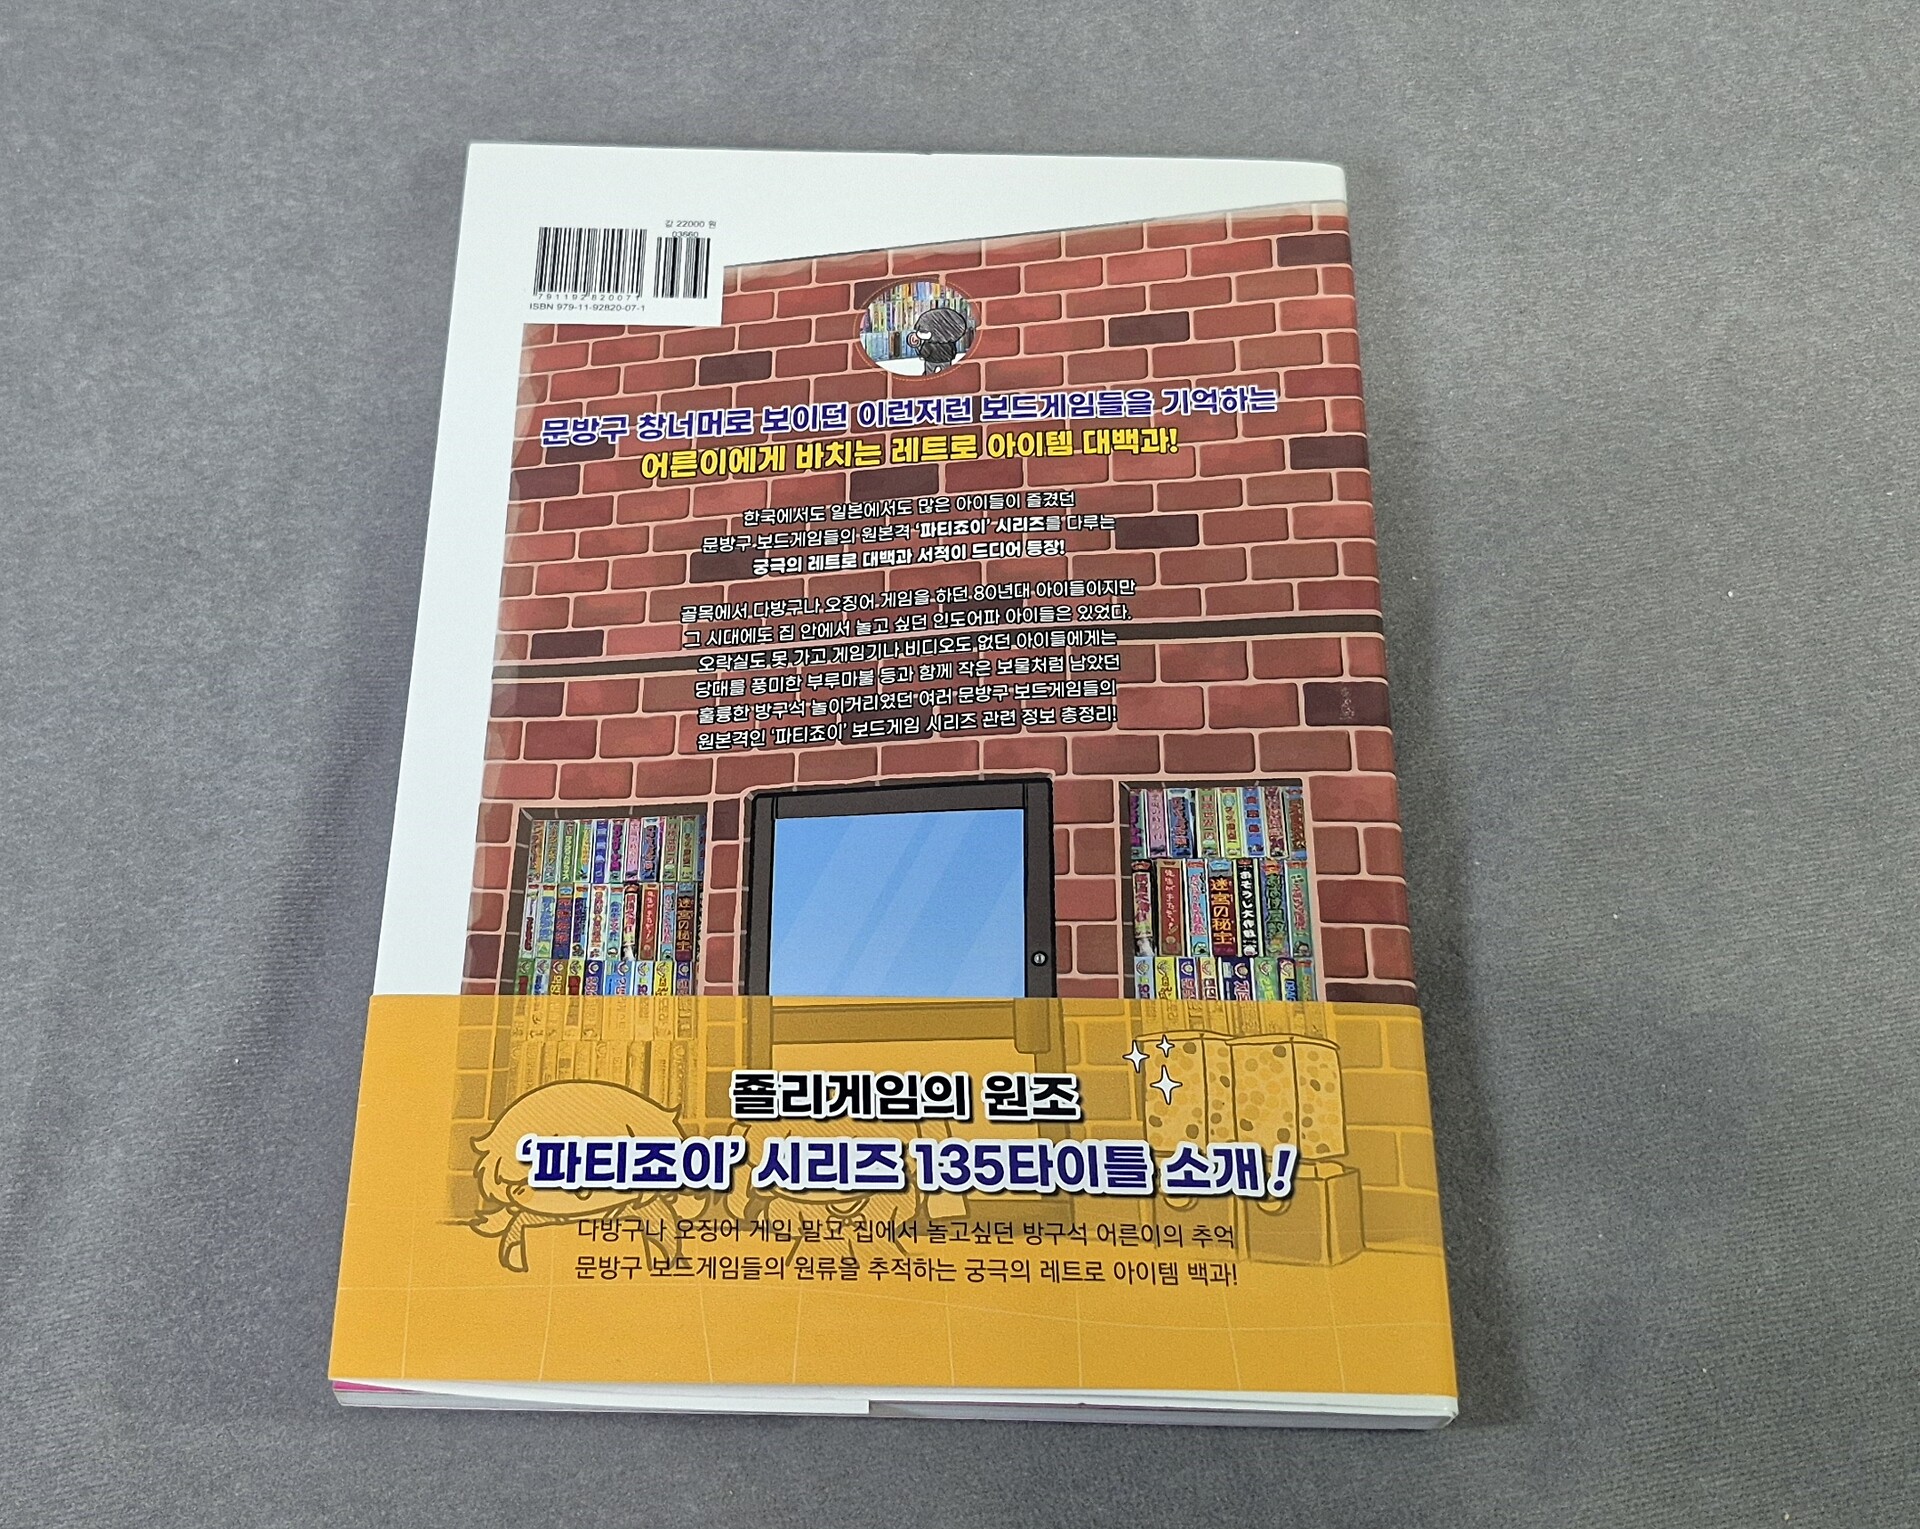 값 22000 원
03660
9791192820071
ISBN 979-11-92820-07-1
문방구 창너머로 보이던 이런저런 보드게임들을 기억하는
어른이에게 바치는 레트로 아이템 대백과!
한국에서도 일본에서도 많은 아이들이 즐겼던
문방구 보드게임들의 원본격 ‘파티죠이’ 시리즈를 다루는
궁극의 레트로 대백과 서적이 드디어 등장!
골목에서 다방구나 오징어 게임을 하던 80년대 아이들이지만
그 시대에도 집 안에서 놀고 싶던 인도어파 아이들은 있었다.
오락실도 못 가고 게임기나 비디오도 없던 아이들에게는
당대를 풍미한 부루마불 등과 함께 작은 보물처럼 남았던
훌륭한 방구석 놀이거리였던 여러 문방구 보드게임들의
원본격인 ‘파티죠이’ 보드게임 시리즈 관련 정보 총정리!
迷宮の秘宝
迷宮の秘宝
おそうじ大作戦
죨리게임의 원조
‘파티죠이’ 시리즈 135타이틀 소개!
다방구나 오징어 게임 말고 집에서 놀고싶던 방구석 어른이의 추억
문방구 보드게임들의 원류을 추적하는 궁극의 레트로 아이템 백과!